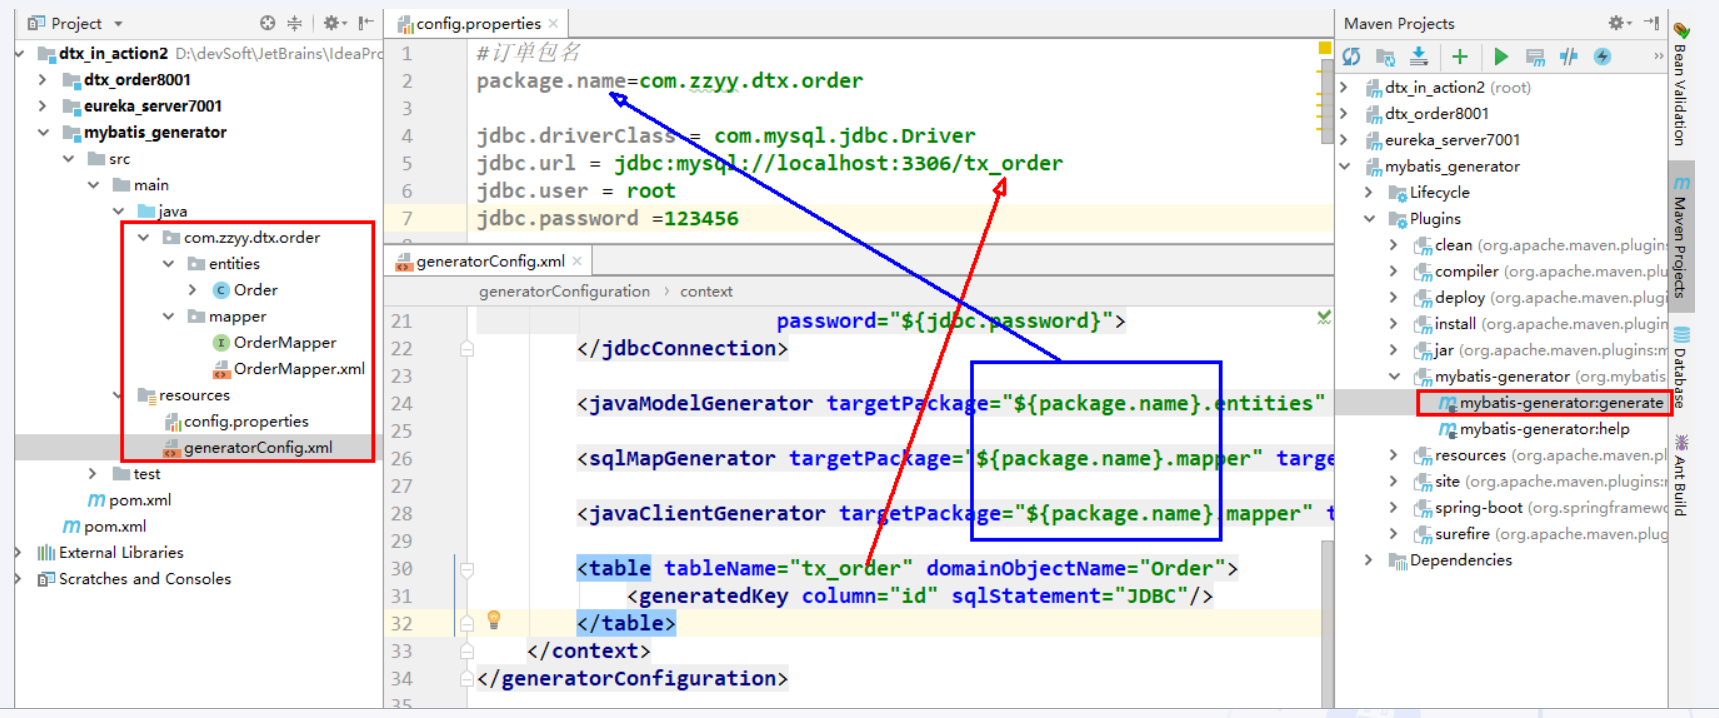 Project
dtx_in_action2 D:\devSoft\JetBrains\IdeaPro
dtx_order8001
eureka_server7001
mybatis_generator
src
main
java
com.zzyy.dtx.order
entities
Order
mapper
OrderMapper
OrderMapper.xml
resources
config.properties
generatorConfig.xml
test
pom.xml
pom.xml
External Libraries
Scratches and Consoles
config.properties
1 #订单包名
2 package.name=com.zzyy.dtx.order
3
4 jdbc.driverClass = com.mysql.jdbc.Driver
5 jdbc.url = jdbc:mysql://localhost:3306/tx_order
6 jdbc.user = root
7 jdbc.password =123456
generatorConfig.xml
generatorConfiguration › context
21 password="${jdbc.password}">
22 </jdbcConnection>
23
24 <javaModelGenerator targetPackage="${package.name}.entities"
25
26 <sqlMapGenerator targetPackage="${package.name}.mapper" targe
27
28 <javaClientGenerator targetPackage="${package.name}.mapper" t
29
30 <table tableName="tx_order" domainObjectName="Order">
31 <generatedKey column="id" sqlStatement="JDBC"/>
32 </table>
33 </context>
34 </generatorConfiguration>
35
Maven Projects
dtx_in_action2 (root)
dtx_order8001
eureka_server7001
mybatis_generator
Lifecycle
Plugins
clean (org.apache.maven.plugins
compiler (org.apache.maven.plu
deploy (org.apache.maven.plugi
install (org.apache.maven.plugin
jar (org.apache.maven.plugins:m
mybatis-generator (org.mybatis
mybatis-generator:generate
mybatis-generator:help
resources (org.apache.maven.pl
site (org.apache.maven.plugins:r
spring-boot (org.springframewo
surefire (org.apache.maven.plug
Dependencies
Bean Validation
Maven Projects
Database
Ant Build